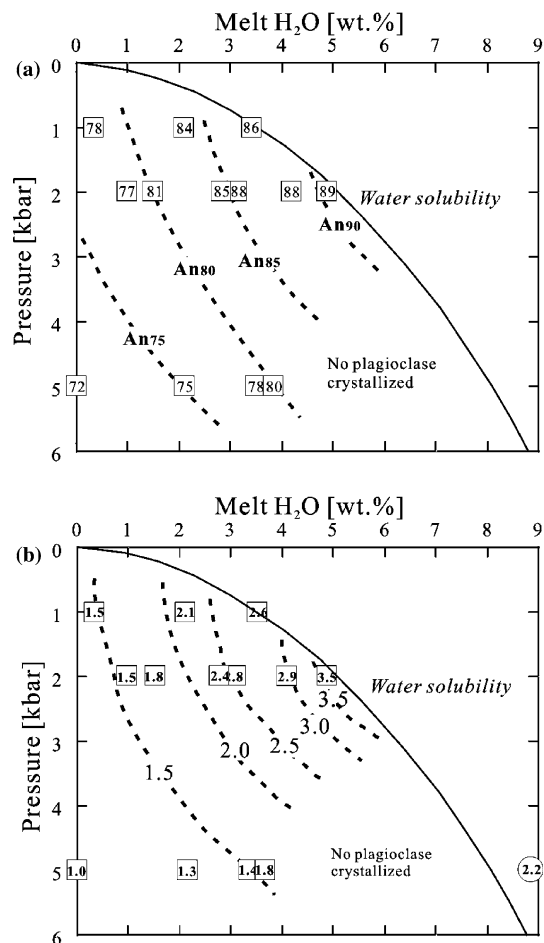 Melt H₂O [wt.%]
0 1 2 3 4 5 6 7 8 9
(a)
0
1
2
3
4
5
6
Pressure [kbar]
78 84 86
77 81 85 88 88 89
Water solubility
An90
An85
An80
An75
No plagioclase
crystallized
72 75 78 80
Melt H₂O [wt.%]
0 1 2 3 4 5 6 7 8 9
(b)
0
1
2
3
4
5
6
Pressure [kbar]
1.5 2.1 2.6
1.5 1.8 2.4 .8 2.9 3.5
Water solubility
3.5
3.0
2.5
2.0
1.5
No plagioclase
crystallized
1.0 1.3 1.4 1.8 2.2